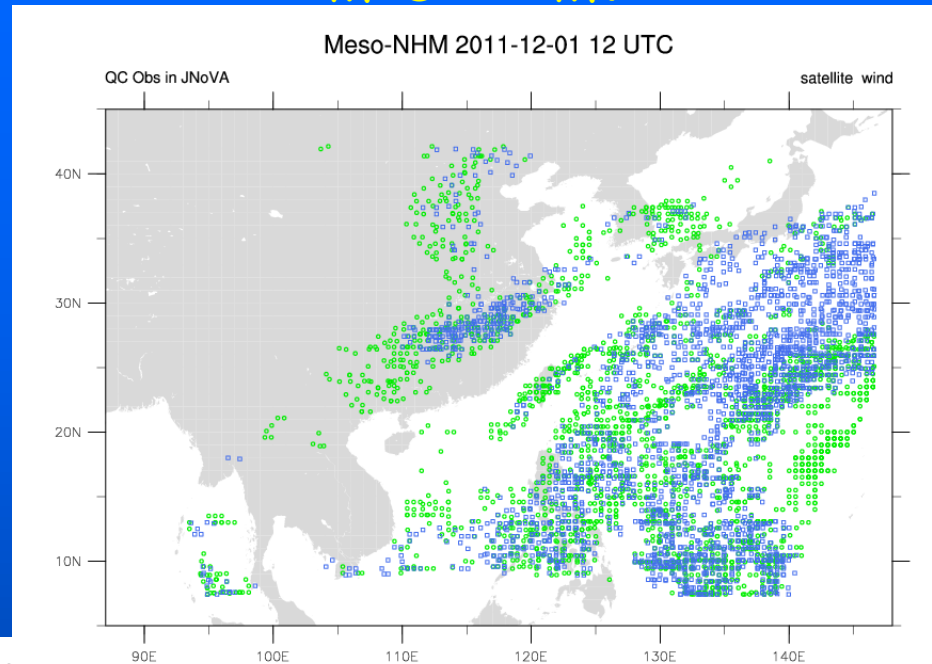 Meso-NHM 2011-12-01 12 UTC
QC Obs in JNoVA satellite wind
40N
30N
20N
10N
90E 100E 110E 120E 130E 140E